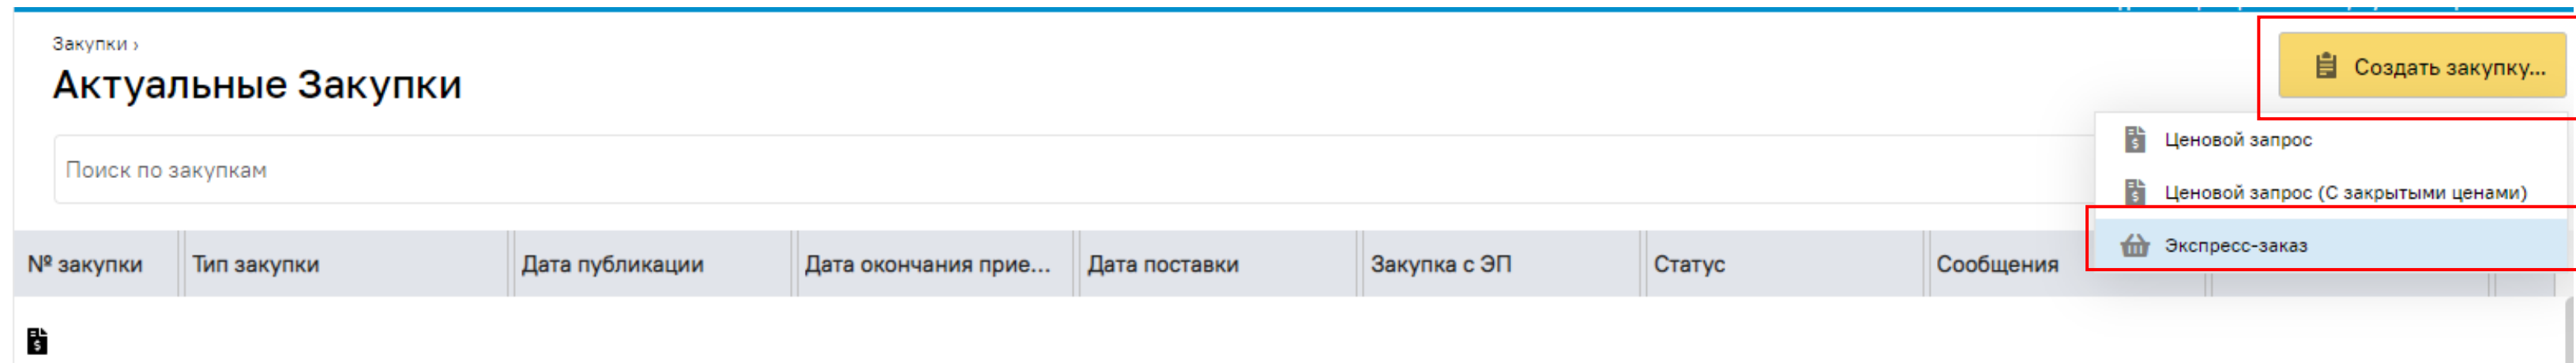 Закупки ›
Актуальные Закупки
Создать закупку...
Поиск по закупкам
Ценовой запрос
Ценовой запрос (С закрытыми ценами)
Экспресс-заказ
№ закупки Тип закупки Дата публикации Дата окончания прие... Дата поставки Закупка с ЭП Статус Сообщения